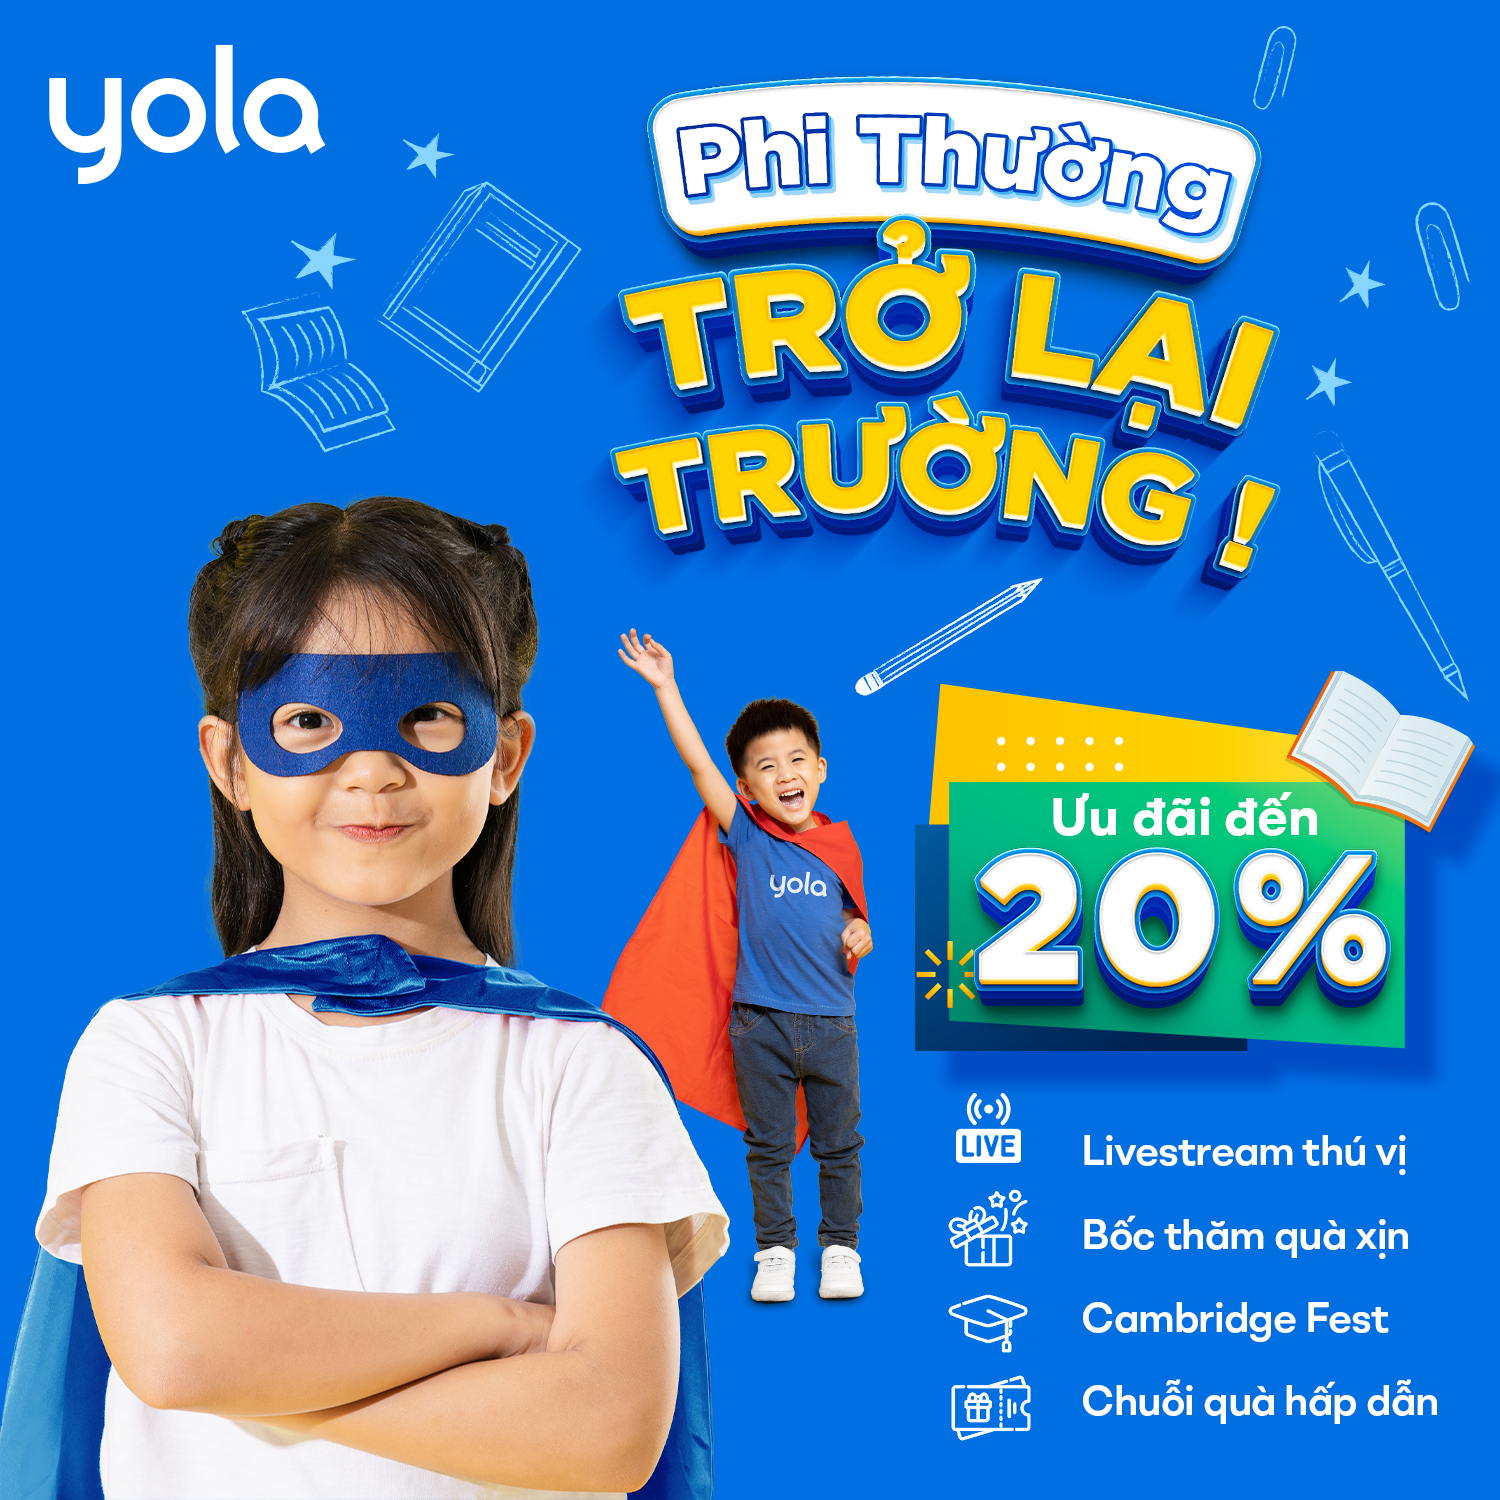 yola
Phi Thường
TRỞ LẠI
TRƯỜNG !
yola
Ưu đãi đến
20%
LIVE
Livestream thú vị
Bốc thăm quà xịn
Cambridge Fest
Chuỗi quà hấp dẫn